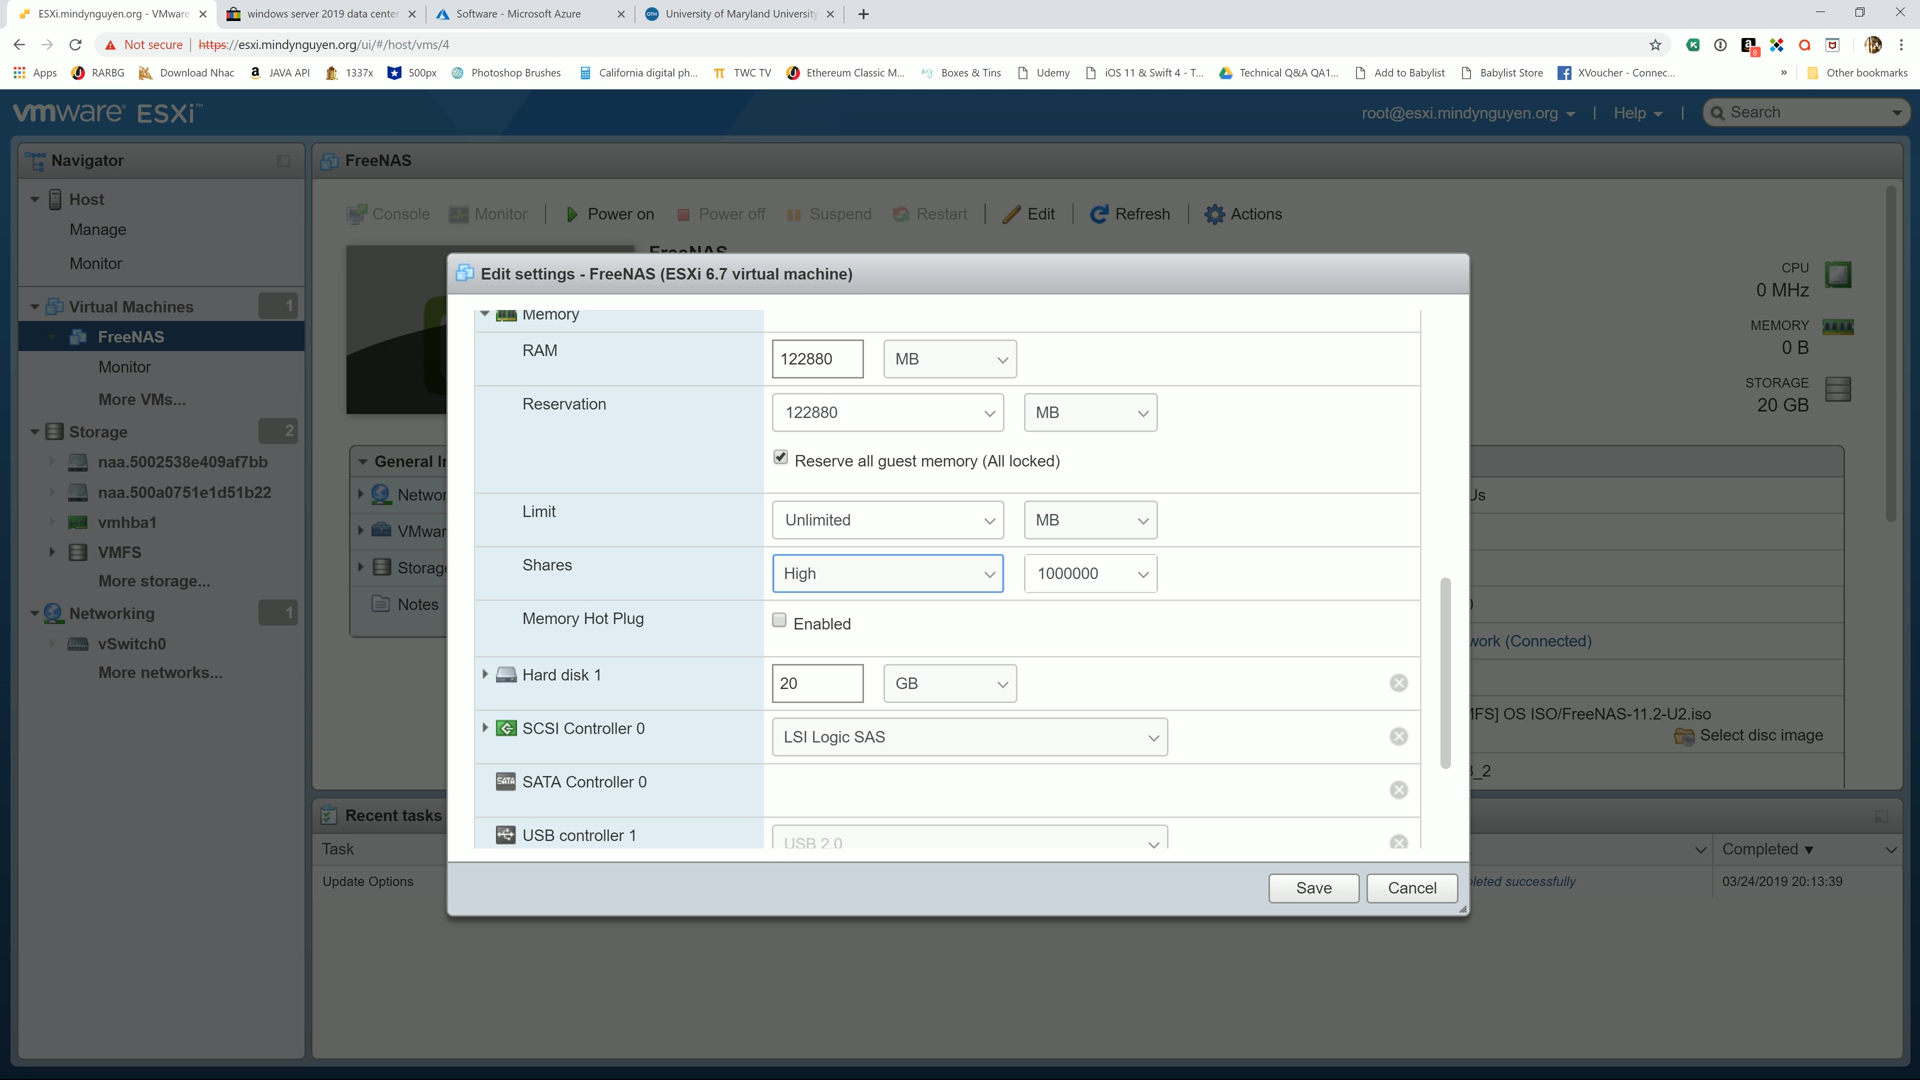 ESXi.mindynguyen.org - VMware
windows server 2019 data center
Software - Microsoft Azure
University of Maryland University
Not secure
https://esxi.mindynguyen.org/ui/#/host/vms/4
8
Apps
RARBG
Download Nhac
JAVA API
1337x
500px
Photoshop Brushes
California digital ph...
TWC TV
Ethereum Classic M...
Boxes & Tins
Udemy
iOS 11 & Swift 4 - T...
Technical Q&A QA1...
Add to Babylist
Babylist Store
XVoucher - Connec...
»
Other bookmarks
vmware ESXi™
root@esxi.mindynguyen.org
Help
Search
Navigator
Host
Manage
Monitor
Virtual Machines 1
FreeNAS
Monitor
More VMs...
Storage 2
naa.5002538e409af7bb
naa.500a0751e1d51b22
vmhba1
VMFS
More storage...
Networking 1
vSwitch0
More networks...
FreeNAS
Console
Monitor
Power on
Power off
Suspend
Restart
Edit
Refresh
Actions
FreeNAS
CPU
0 MHz
MEMORY
0 B
STORAGE
20 GB
General In
Networ
VMwar
Storag
Notes
Us
work (Connected)
MFS] OS ISO/FreeNAS-11.2-U2.iso
Select disc image
_2
Edit settings - FreeNAS (ESXi 6.7 virtual machine)
Memory
RAM
122880
MB
Reservation
122880
MB
Reserve all guest memory (All locked)
Limit
Unlimited
MB
Shares
High
1000000
Memory Hot Plug
Enabled
Hard disk 1
20
GB
SCSI Controller 0
LSI Logic SAS
SATA
SATA Controller 0
USB controller 1
USB 2.0
Save
Cancel
Recent tasks
Task
Completed ▼
Update Options
leted successfully
03/24/2019 20:13:39